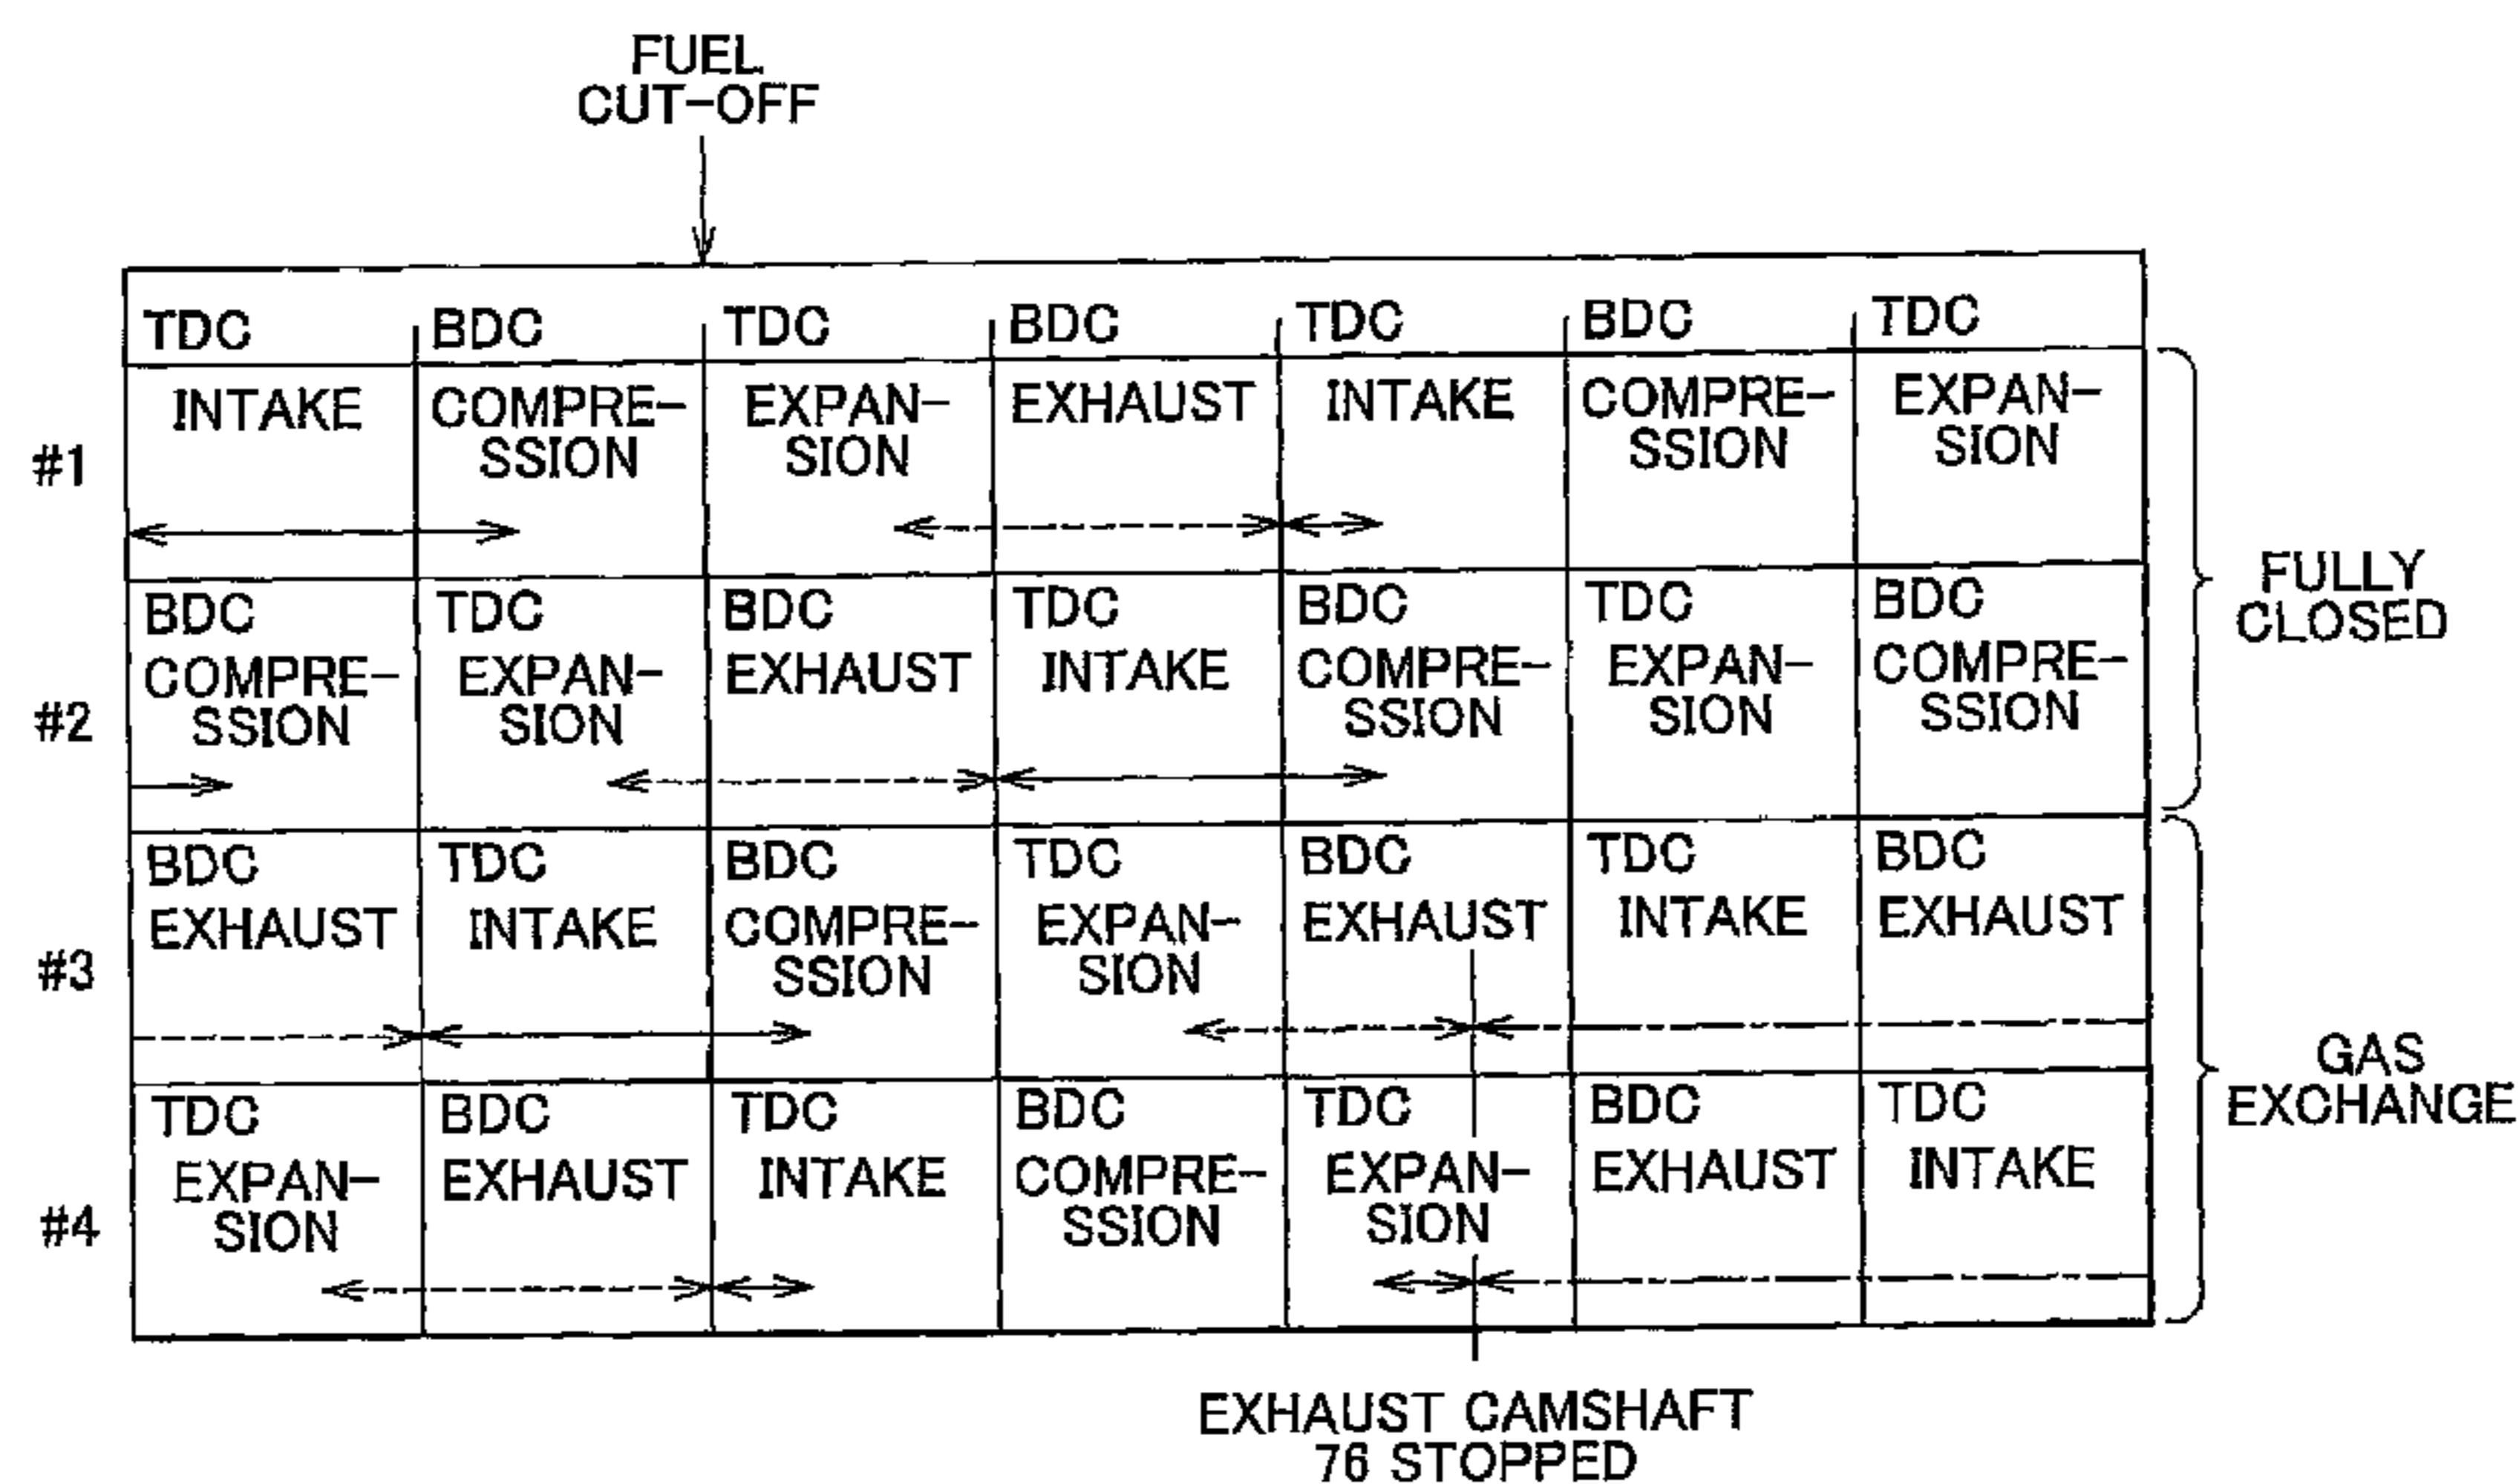 FUEL
CUT-OFF
TDC BDC TDC BDC TDC BDC TDC
#1
INTAKE COMPRE- EXPAN- EXHAUST INTAKE COMPRE- EXPAN-
SSION SION SSION SION
#2
BDC TDC BDC TDC BDC TDC BDC
COMPRE- EXPAN- EXHAUST INTAKE COMPRE- EXPAN- COMPRE-
SSION SION SSION SION SSION
FULLY
CLOSED
#3
BDC TDC BDC TDC BDC TDC BDC
EXHAUST INTAKE COMPRE- EXPAN- EXHAUST INTAKE EXHAUST
SSION SION
#4
TDC BDC TDC BDC TDC BDC TDC
EXPAN- EXHAUST INTAKE COMPRE- EXPAN- EXHAUST INTAKE
SION SSION SION
GAS
EXCHANGE
EXHAUST CAMSHAFT
76 STOPPED